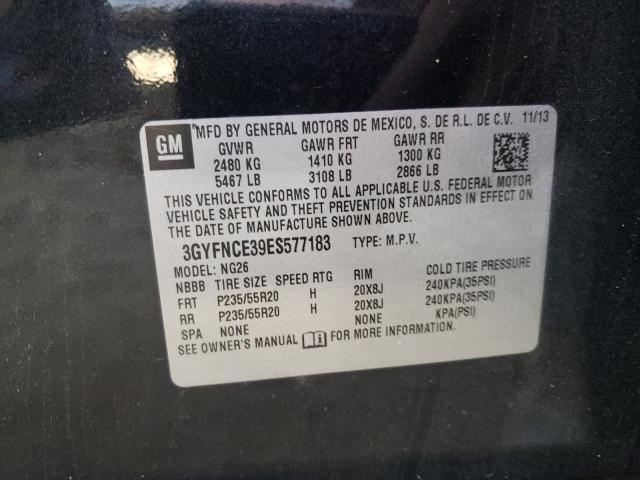 GM
MFD BY GENERAL MOTORS DE MEXICO, S. DE R.L. DE C.V. 11/13
GVWR GAWR FRT GAWR RR
2480 KG 1410 KG 1300 KG
5467 LB 3108 LB 2866 LB
THIS VEHICLE CONFORMS TO ALL APPLICABLE U.S. FEDERAL MOTOR
VEHICLE SAFETY AND THEFT PREVENTION STANDARDS IN EFFECT ON
THE DATE OF MANUFACTURE SHOWN ABOVE.
3GYFNCE39ES577183 TYPE: M.P.V.
MODEL: NG26
NBBB TIRE SIZE SPEED RTG RIM COLD TIRE PRESSURE
FRT P235/55R20 H 20X8J 240KPA(35PSI)
RR P235/55R20 H 20X8J 240KPA(35PSI)
SPA NONE NONE KPA(PSI)
SEE OWNER'S MANUAL FOR MORE INFORMATION.